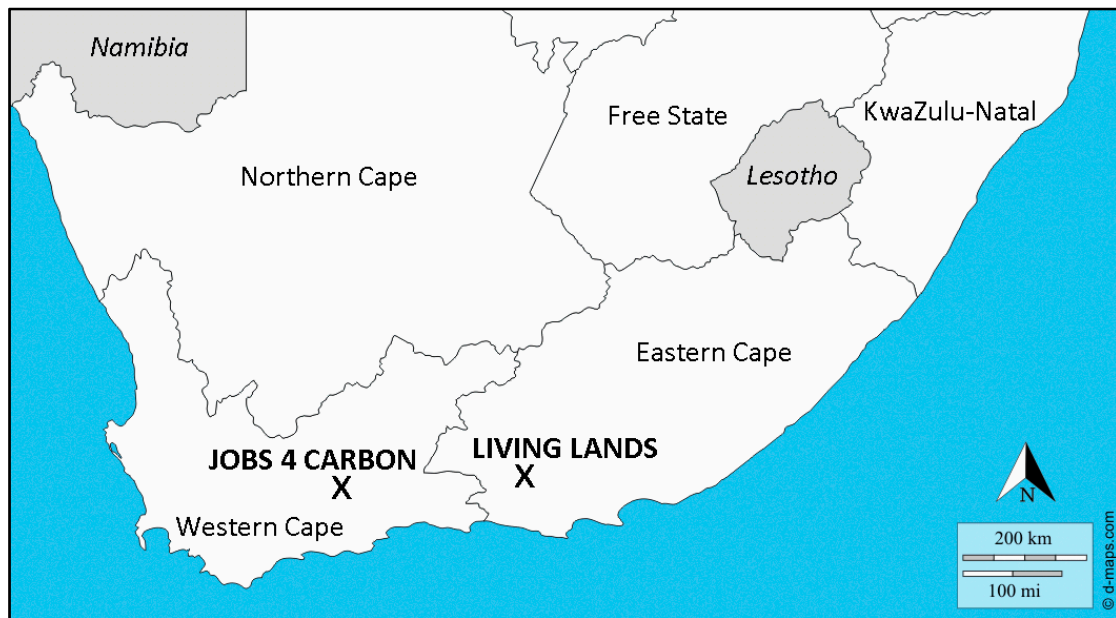 Namibia
Free State
KwaZulu-Natal
Northern Cape
Lesotho
Eastern Cape
JOBS 4 CARBON
X
LIVING LANDS
X
Western Cape
N
200 km
100 mi
© d-maps.com